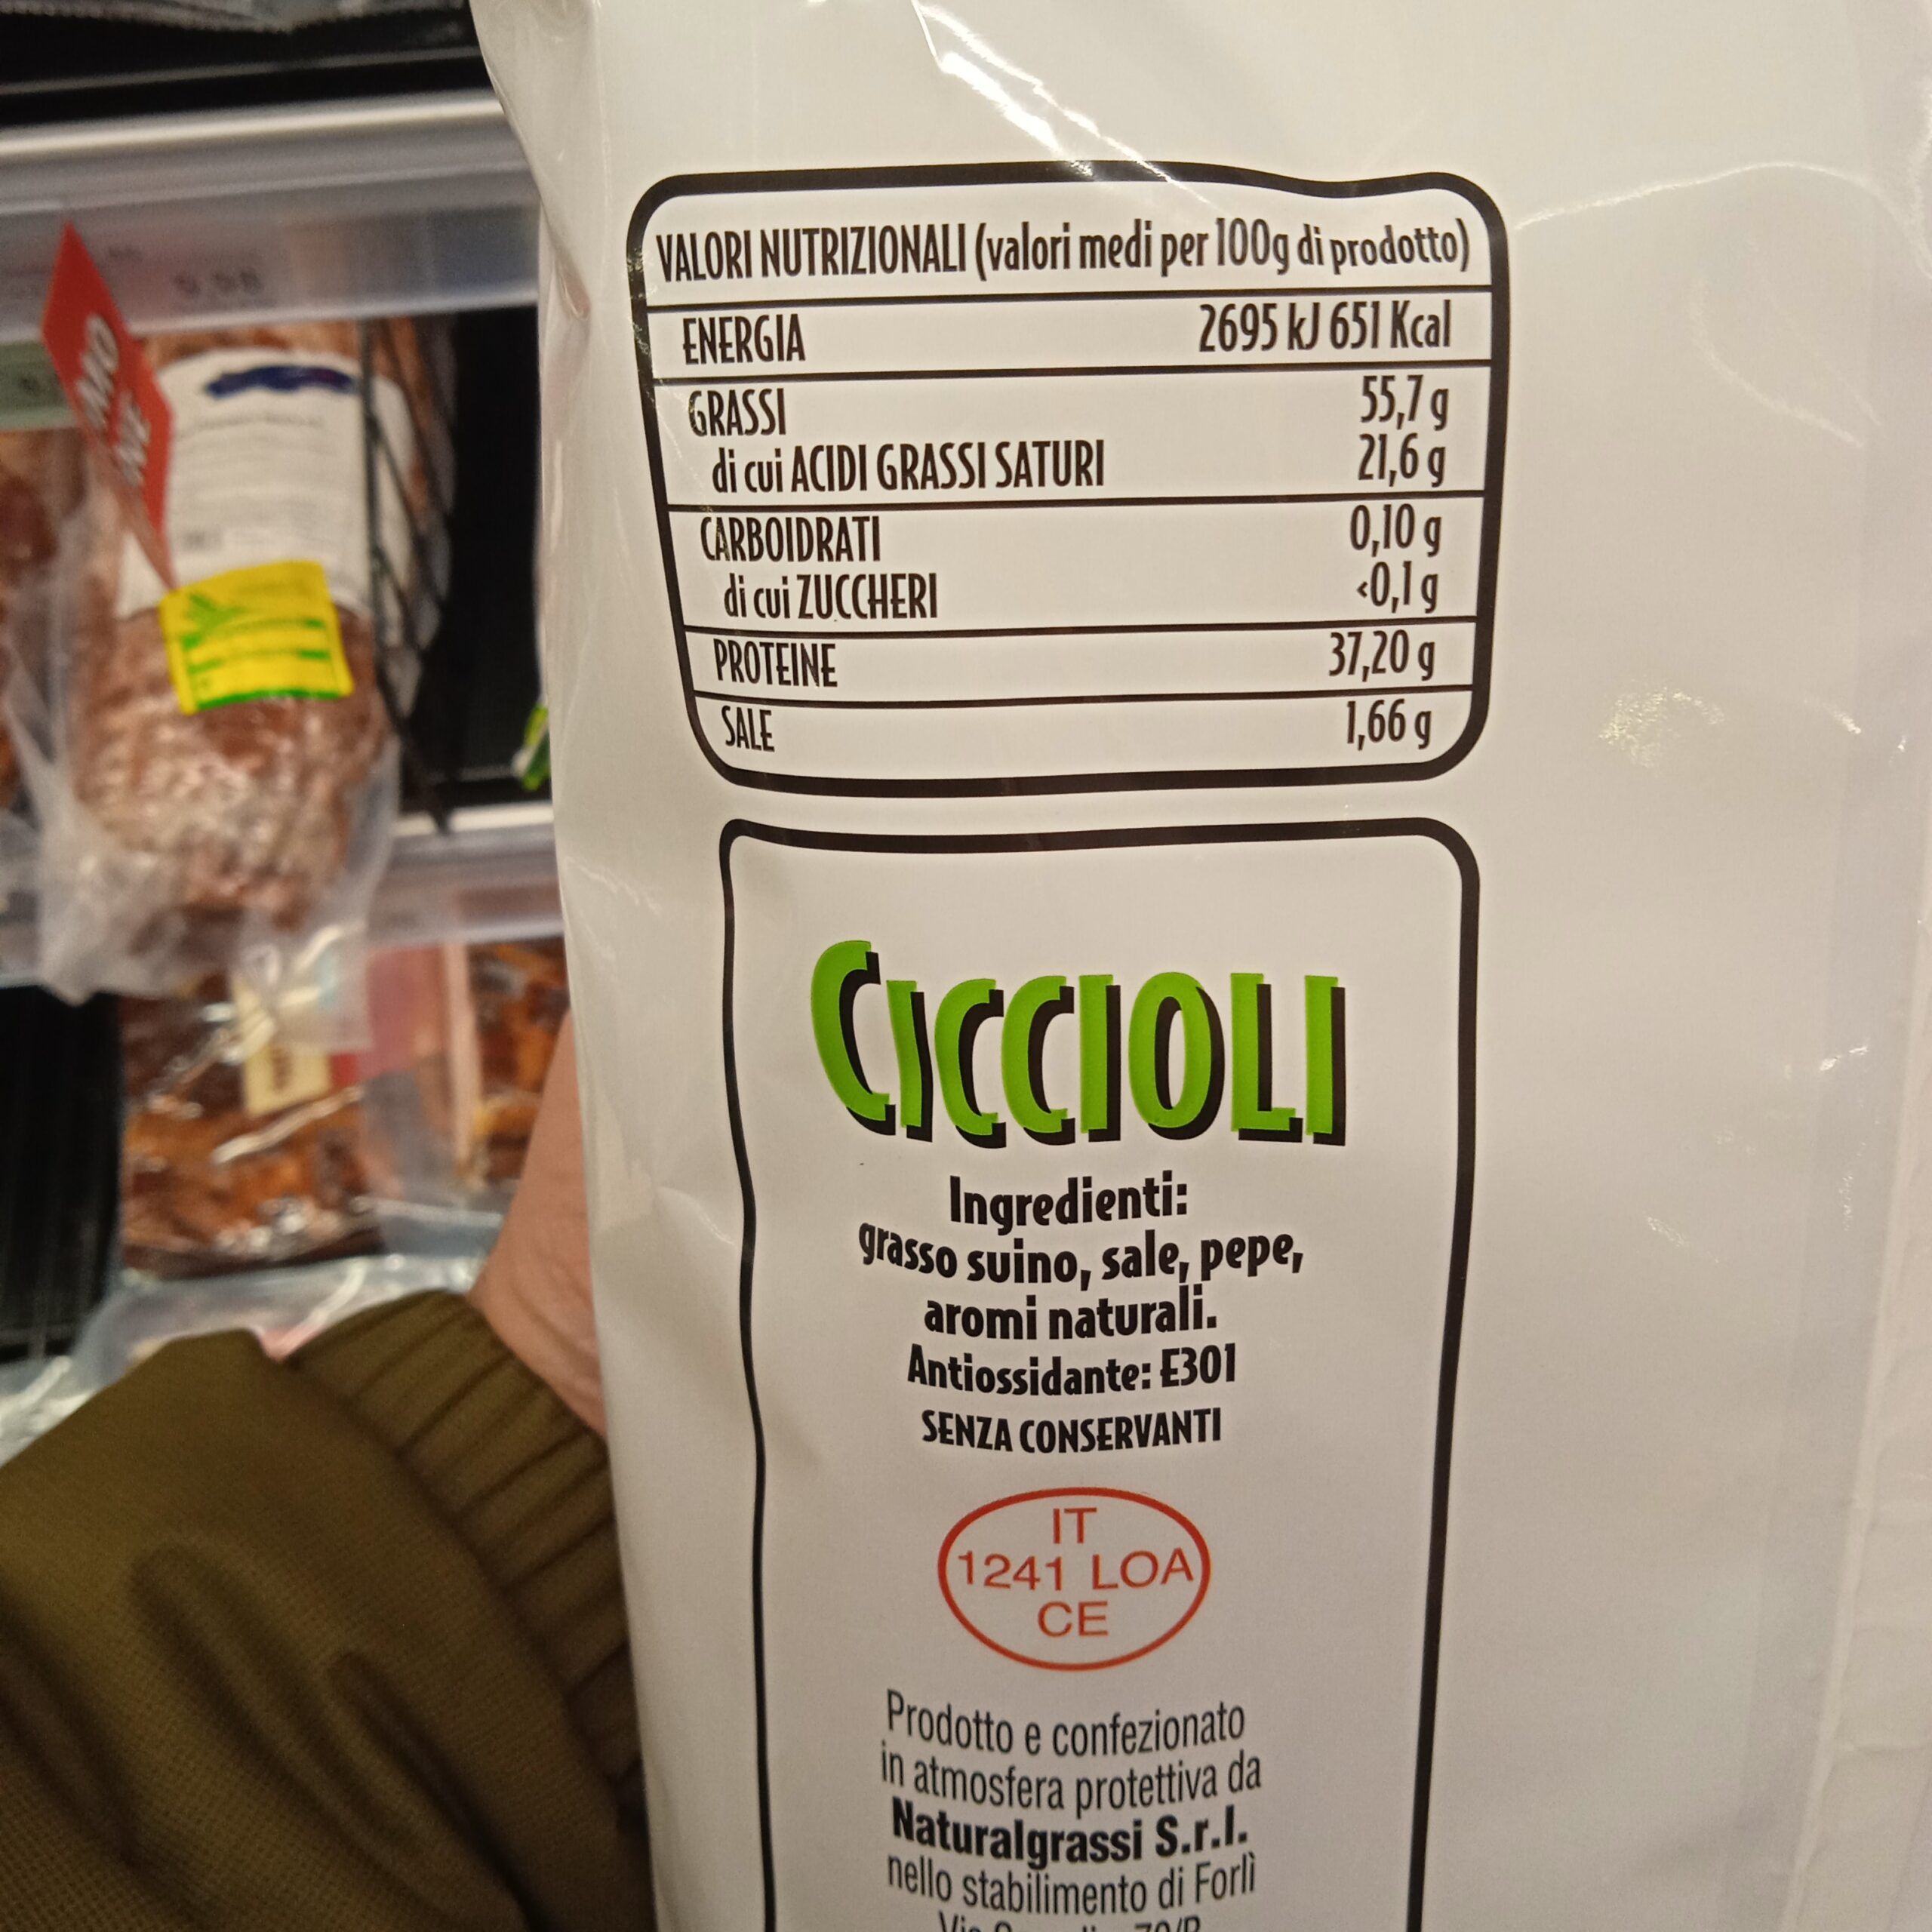 VALORI NUTRIZIONALI (valori medi per 100g di prodotto)
ENERGIA 2695 kJ 651 Kcal
GRASSI 55,7 g
di cui ACIDI GRASSI SATURI 21,6 g
CARBOIDRATI 0,10 g
di cui ZUCCHERI <0,1 g
PROTEINE 37,20 g
SALE 1,66 g
CICCIOLI
Ingredienti:
grasso suino, sale, pepe,
aromi naturali.
Antiossidante: E301
SENZA CONSERVANTI
IT
1241 LOA
CE
Prodotto e confezionato
in atmosfera protettiva da
Naturalgrassi S.r.l.
nello stabilimento di Forlì